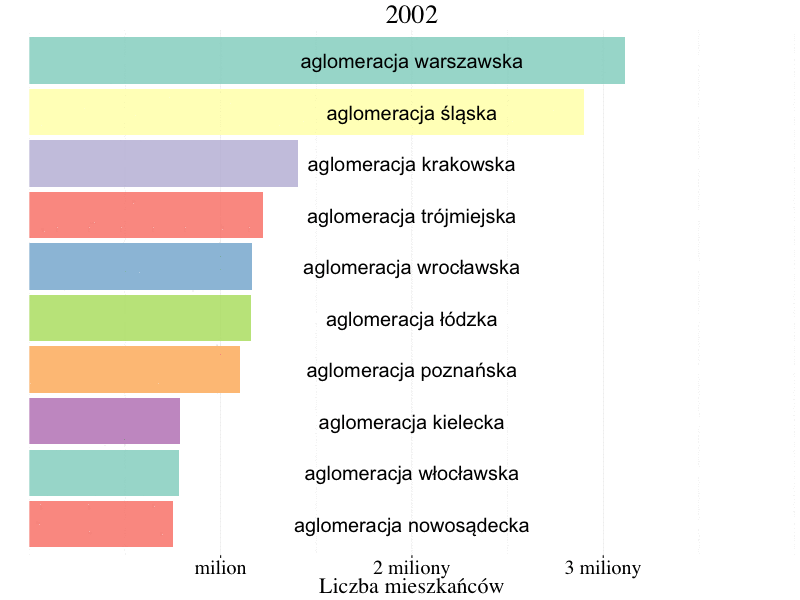 2002
aglomeracja warszawska
aglomeracja śląska
aglomeracja krakowska
aglomeracja trójmiejska
aglomeracja wrocławska
aglomeracja łódzka
aglomeracja poznańska
aglomeracja kielecka
aglomeracja włocławska
aglomeracja nowosądecka
milion 2 miliony 3 miliony
Liczba mieszkańców